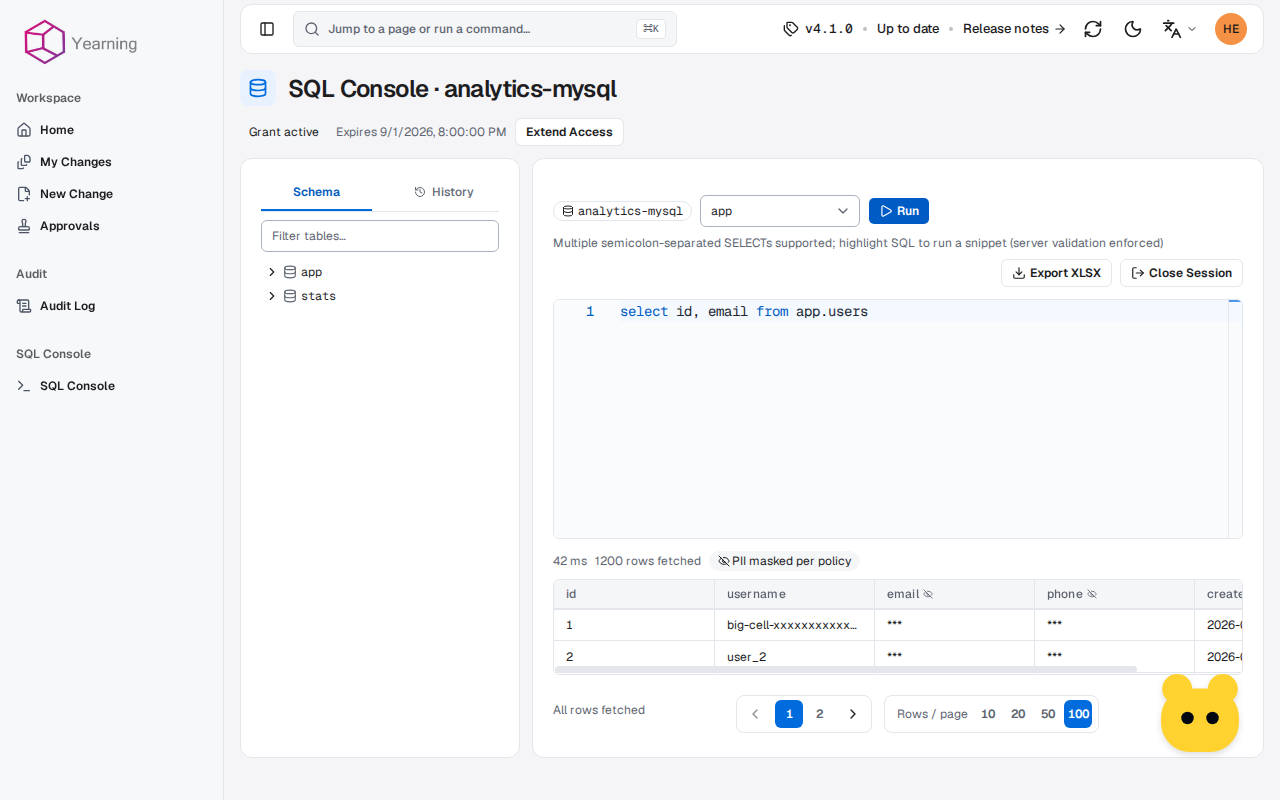 Yearning
Jump to a page or run a command…
⌘K
v4.1.0
Up to date
Release notes
HE
Workspace
Home
My Changes
New Change
Approvals
Audit
Audit Log
SQL Console
SQL Console
SQL Console · analytics-mysql
Grant active
Expires 9/1/2026, 8:00:00 PM
Extend Access
Schema
History
Filter tables…
app
stats
analytics-mysql
app
Run
Multiple semicolon-separated SELECTs supported; highlight SQL to run a snippet (server validation enforced)
Export XLSX
Close Session
1 select id, email from app.users
42 ms 1200 rows fetched PII masked per policy
id username email phone create
1 big-cell-xxxxxxxxxxx… *** *** 2026-
2 user_2 *** *** 2026-
All rows fetched
1 2
Rows / page 10 20 50 100